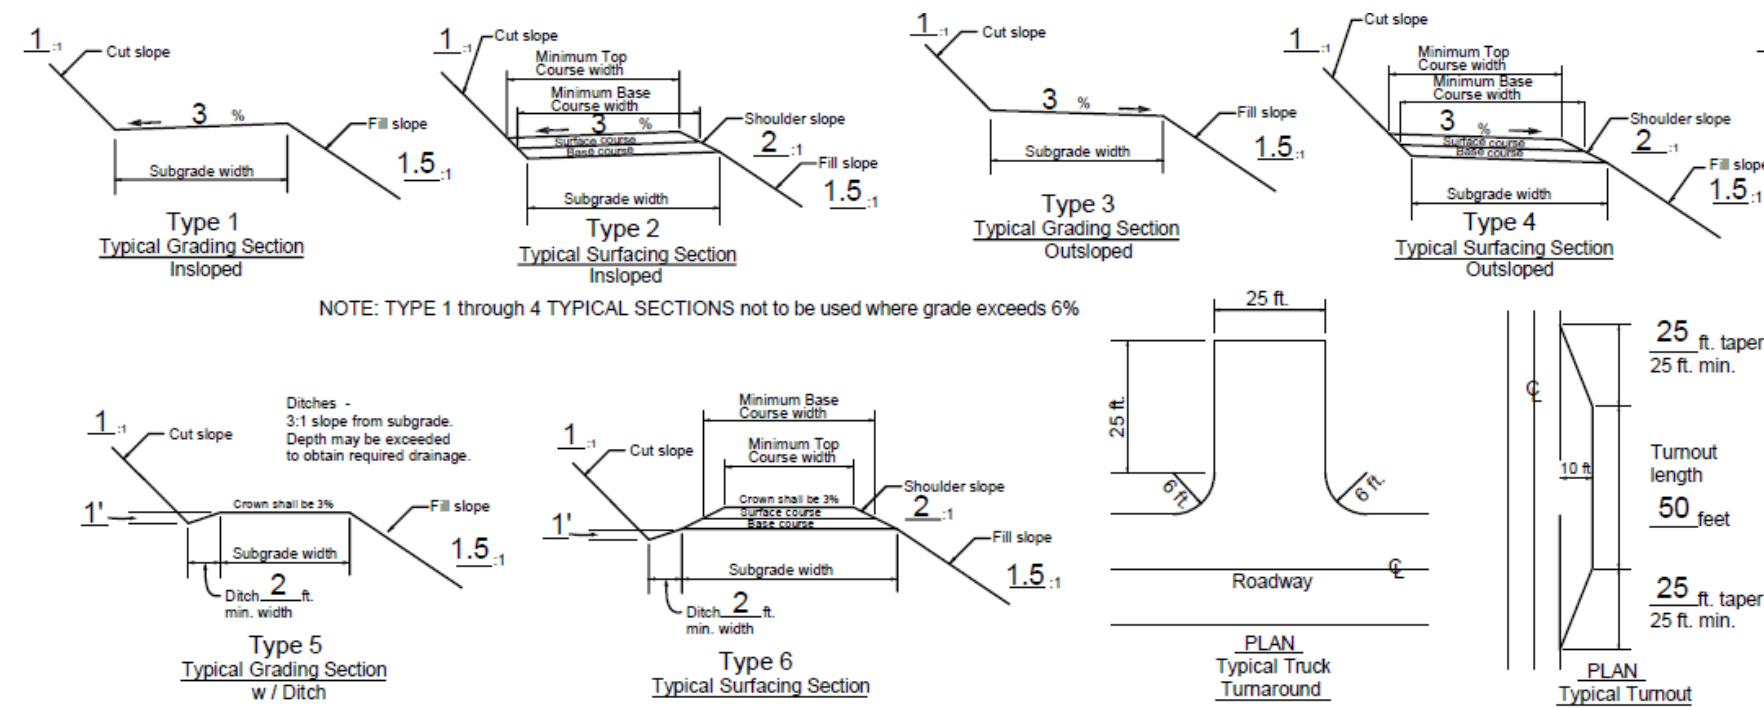 1 :1
Cut slope
3 %
Fill slope
1.5 :1
Subgrade width
Type 1
Typical Grading Section
Insloped
1 :1
Cut slope
Minimum Top
Course width
Minimum Base
Course width
3 %
Surface course
Base course
Shoulder slope
2 :1
Fill slope
1.5 :1
Subgrade width
Type 2
Typical Surfacing Section
Insloped
1 :1
Cut slope
3 %
Fill slope
1.5 :1
Subgrade width
Type 3
Typical Grading Section
Outsloped
1 :1
Cut slope
Minimum Top
Course width
Minimum Base
Course width
3 %
Surface course
Base course
Shoulder slope
2 :1
Fill slope
1.5 :1
Subgrade width
Type 4
Typical Surfacing Section
Outsloped
NOTE: TYPE 1 through 4 TYPICAL SECTIONS not to be used where grade exceeds 6%
1 :1
Cut slope
Ditches -
3:1 slope from subgrade.
Depth may be exceeded
to obtain required drainage.
1'
Crown shall be 3%
Fill slope
1.5 :1
Subgrade width
Ditch 2 ft.
min. width
Type 5
Typical Grading Section
w / Ditch
1 :1
Cut slope
Minimum Base
Course width
Minimum Top
Course width
Crown shall be 3%
Surface course
Base course
Shoulder slope
2 :1
1'
Fill slope
1.5 :1
Subgrade width
Ditch 2 ft.
min. width
Type 6
Typical Surfacing Section
25 ft.
25 ft.
6 ft.
6 ft.
℄
Roadway
PLAN
Typical Truck
Turnaround
℄
25 ft. taper
25 ft. min.
10 ft
Turnout
length
50 feet
25 ft. taper
25 ft. min.
PLAN
Typical Turnout